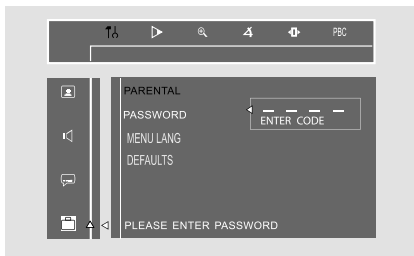 PBC
PARENTAL
PASSWORD
ENTER CODE
MENU LANG
DEFAULTS
PLEASE ENTER PASSWORD